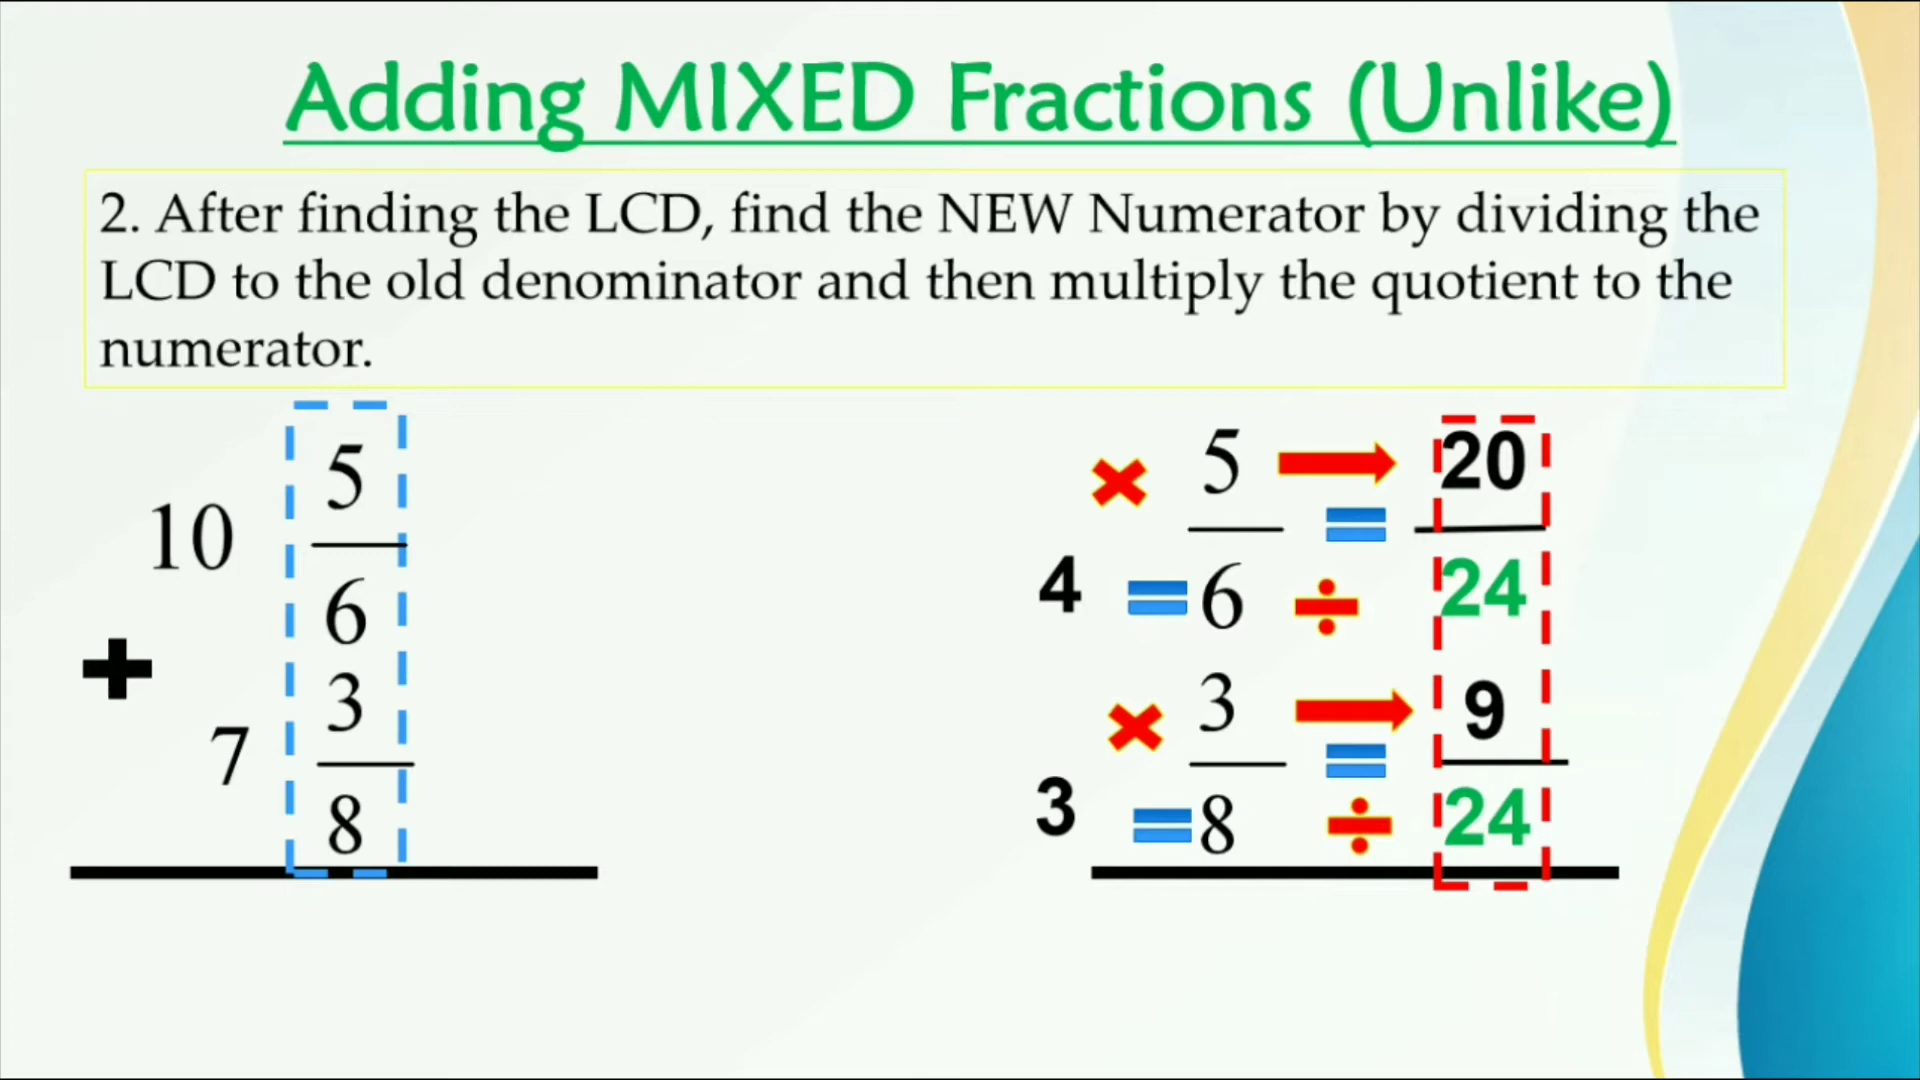 Adding MIXED Fractions (Unlike)
2. After finding the LCD, find the NEW Numerator by dividing the
LCD to the old denominator and then multiply the quotient to the
numerator.
10 5/6
+
7 3/8
× 5 → 20
=
4 = 6 ÷ 24
× 3 → 9
=
3 = 8 ÷ 24